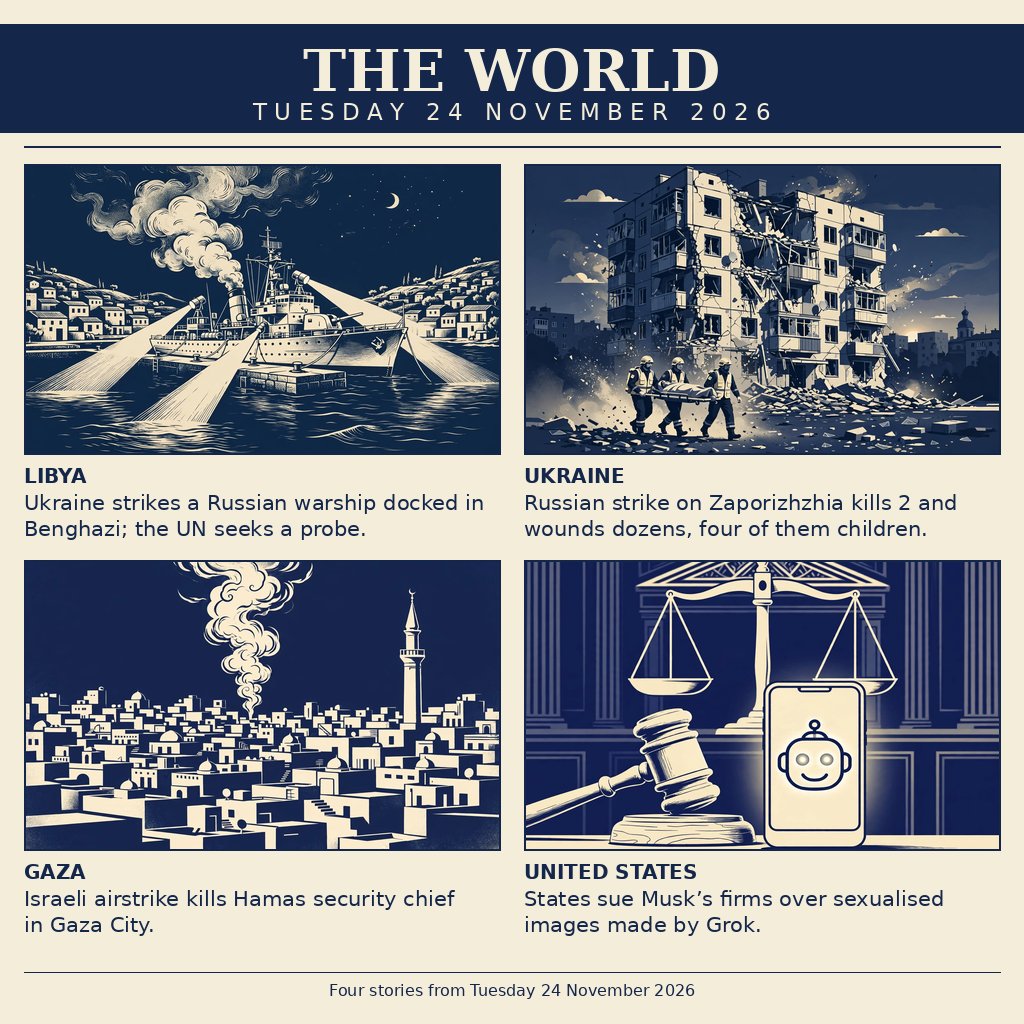 THE WORLD
TUESDAY 24 NOVEMBER 2026
LIBYA
Ukraine strikes a Russian warship docked in
Benghazi; the UN seeks a probe.
UKRAINE
Russian strike on Zaporizhzhia kills 2 and
wounds dozens, four of them children.
GAZA
Israeli airstrike kills Hamas security chief
in Gaza City.
UNITED STATES
States sue Musk’s firms over sexualised
images made by Grok.
Four stories from Tuesday 24 November 2026